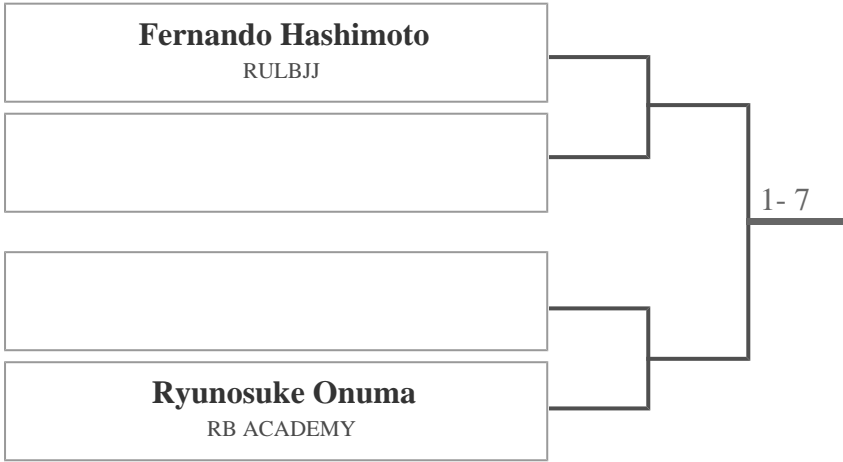 Fernando Hashimoto
RULBJJ
1- 7
Ryunosuke Onuma
RB ACADEMY